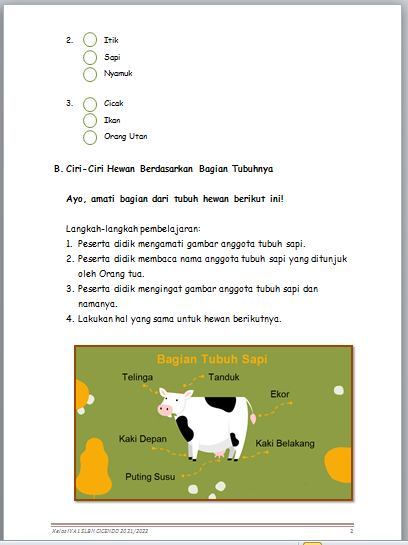 2. Itik
Sapi
Nyamuk
3. Cicak
Ikan
Orang Utan
B. Ciri-Ciri Hewan Berdasarkan Bagian Tubuhnya
Ayo, amati bagian dari tubuh hewan berikut ini!
Langkah-langkah pembelajaran:
1. Peserta didik mengamati gambar anggota tubuh sapi.
2. Peserta didik membaca nama anggota tubuh sapi yang ditunjuk
oleh Orang tua.
3. Peserta didik mengingat gambar anggota tubuh sapi dan
namanya.
4. Lakukan hal yang sama untuk hewan berikutnya.
Bagian Tubuh Sapi
Telinga
Tanduk
Ekor
Kaki Depan
Kaki Belakang
Puting Susu
Kelas IVA1 SLBN CICENDO 2021/2022 2